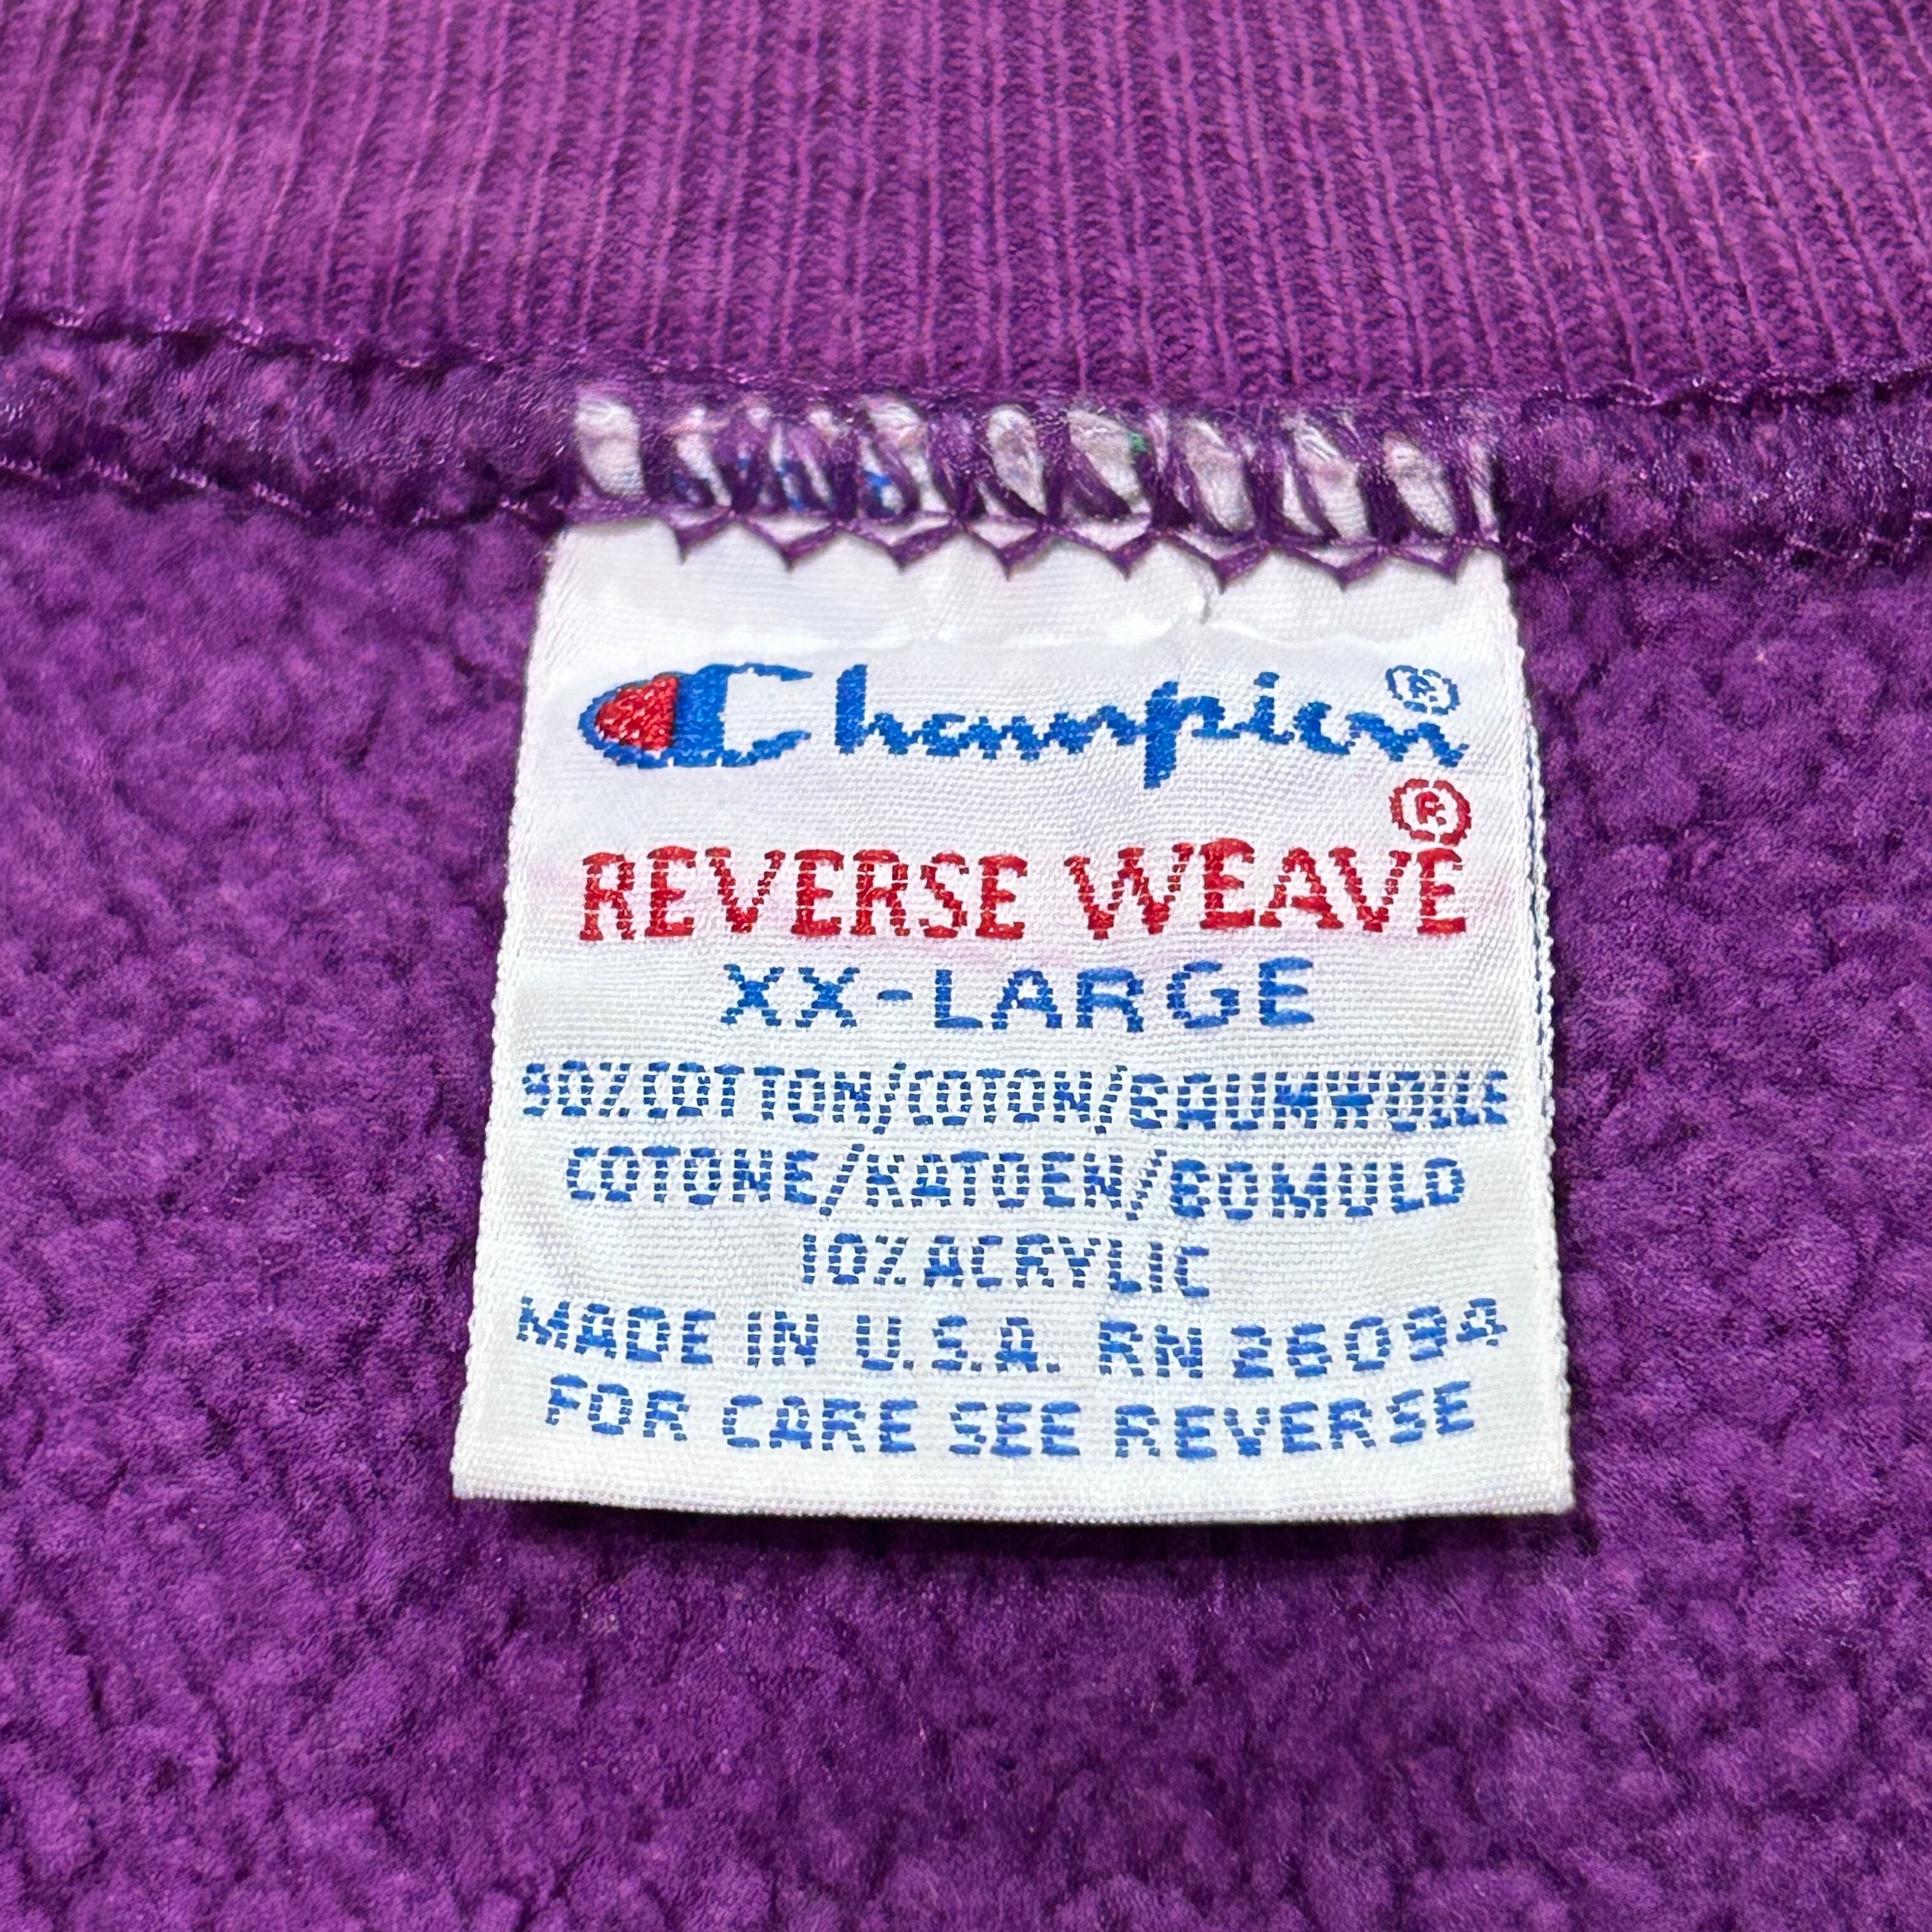 Champion®
REVERSE WEAVE®
XX-LARGE
90% COTTON/COTON/BAUMWOLLE
COTONE/KATOEN/BOMULD
10% ACRYLIC
MADE IN U.S.A. RN 26094
FOR CARE SEE REVERSE